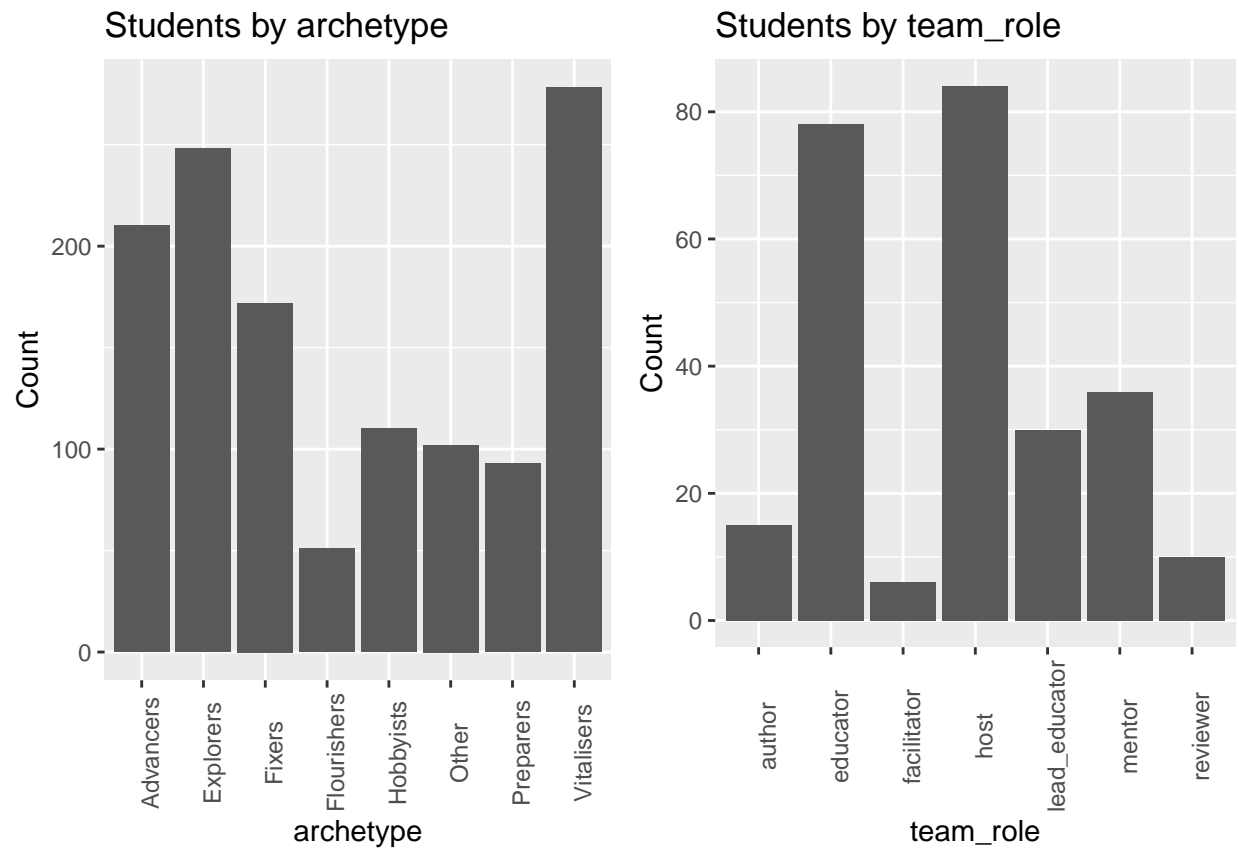 Students by archetype
Count
200
100
0
Advancers
Explorers
Fixers
Flourishers
Hobbyists
Other
Preparers
Vitalisers
archetype
Students by team_role
Count
80
60
40
20
0
author
educator
facilitator
host
lead_educator
mentor
reviewer
team_role